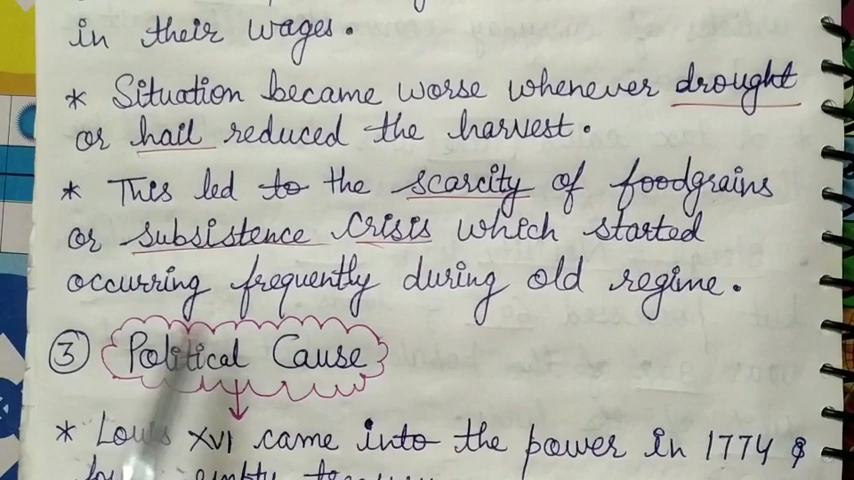 in their wages.
* Situation became worse whenever drought
or hail reduced the harvest.
* This led to the scarcity of foodgrains
or subsistence crisis which started
occurring frequently during old regime.
③ Political Cause
* Louis XVI came into the power in 1774 &
empty